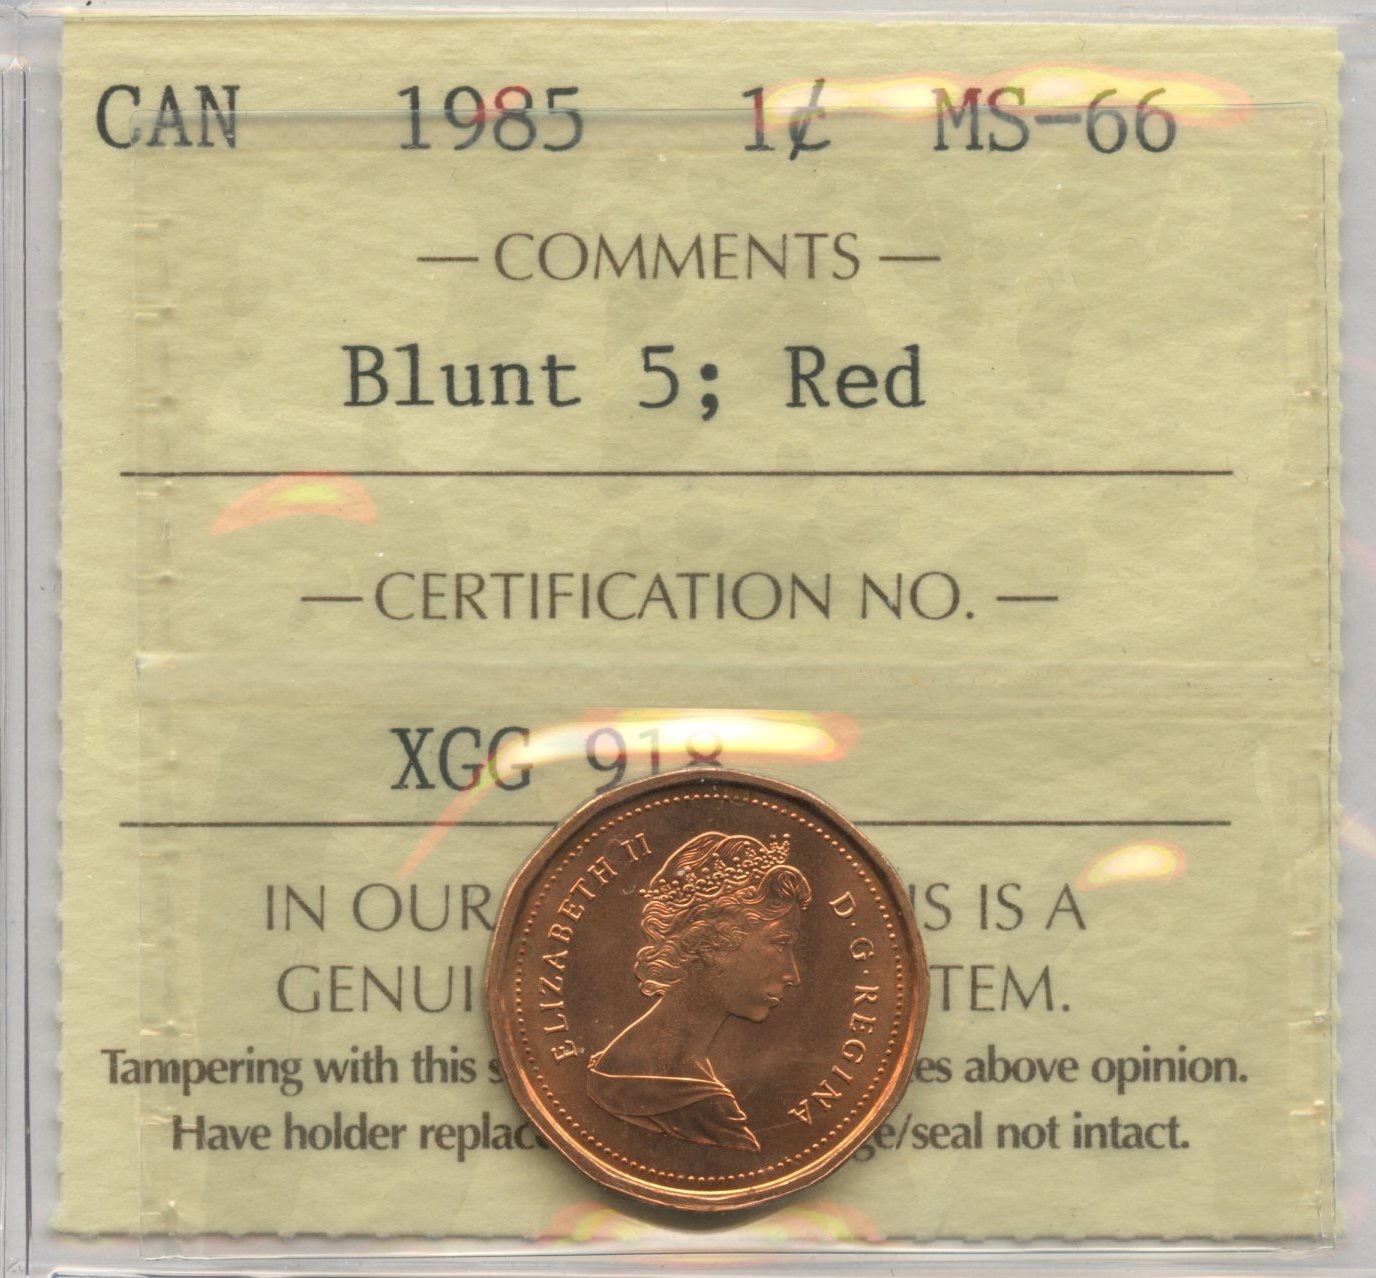 CAN 1985 1¢ MS-66
— COMMENTS —
Blunt 5; Red
— CERTIFICATION NO. —
XGG 918
IN OUR IS IS A
GENUI TEM.
Tampering with this s es above opinion.
Have holder replac ge/seal not intact.
ELIZABETH II D·G·REGINA